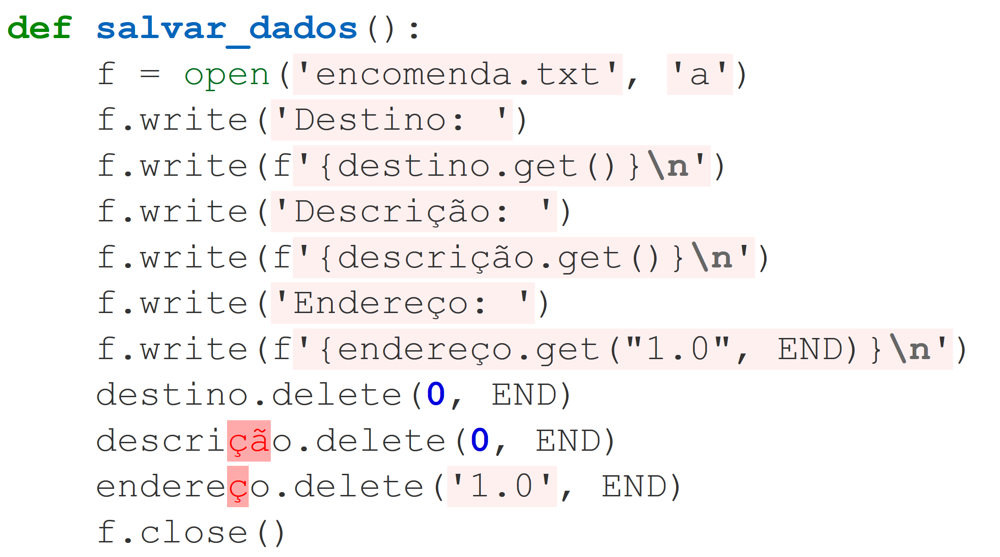 def salvar_dados():
    f = open('encomenda.txt', 'a')
    f.write('Destino: ')
    f.write(f'{destino.get()}\n')
    f.write('Descrição: ')
    f.write(f'{descrição.get()}\n')
    f.write('Endereço: ')
    f.write(f'{endereço.get("1.0", END)}\n')
    destino.delete(0, END)
    descrição.delete(0, END)
    endereço.delete('1.0', END)
    f.close()